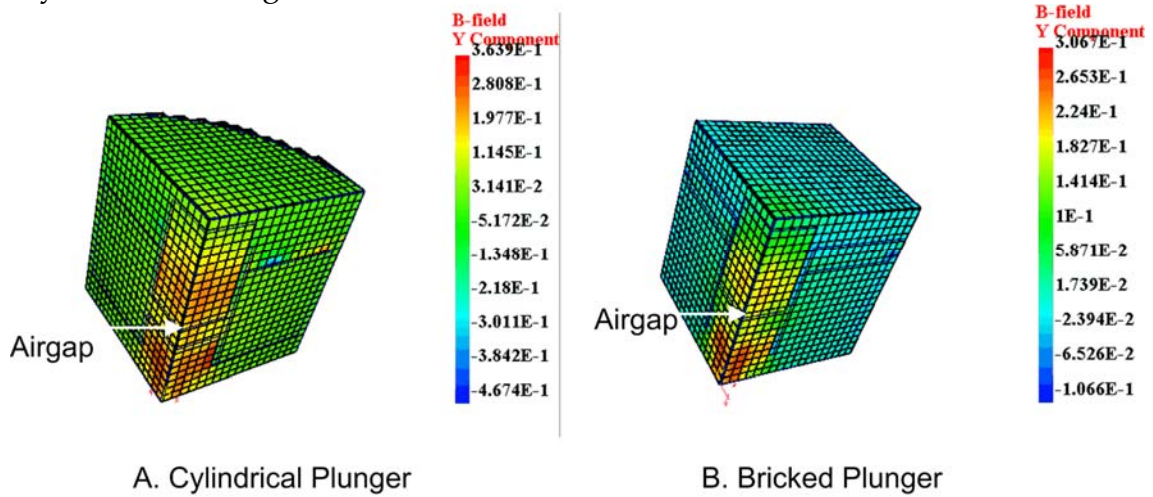 B-field
Y Component
3.639E-1
2.808E-1
1.977E-1
1.145E-1
3.141E-2
-5.172E-2
-1.348E-1
-2.18E-1
-3.011E-1
-3.842E-1
-4.674E-1
Airgap
A. Cylindrical Plunger
B-field
Y Component
3.067E-1
2.653E-1
2.24E-1
1.827E-1
1.414E-1
1E-1
5.871E-2
1.739E-2
-2.394E-2
-6.526E-2
-1.066E-1
Airgap
B. Bricked Plunger